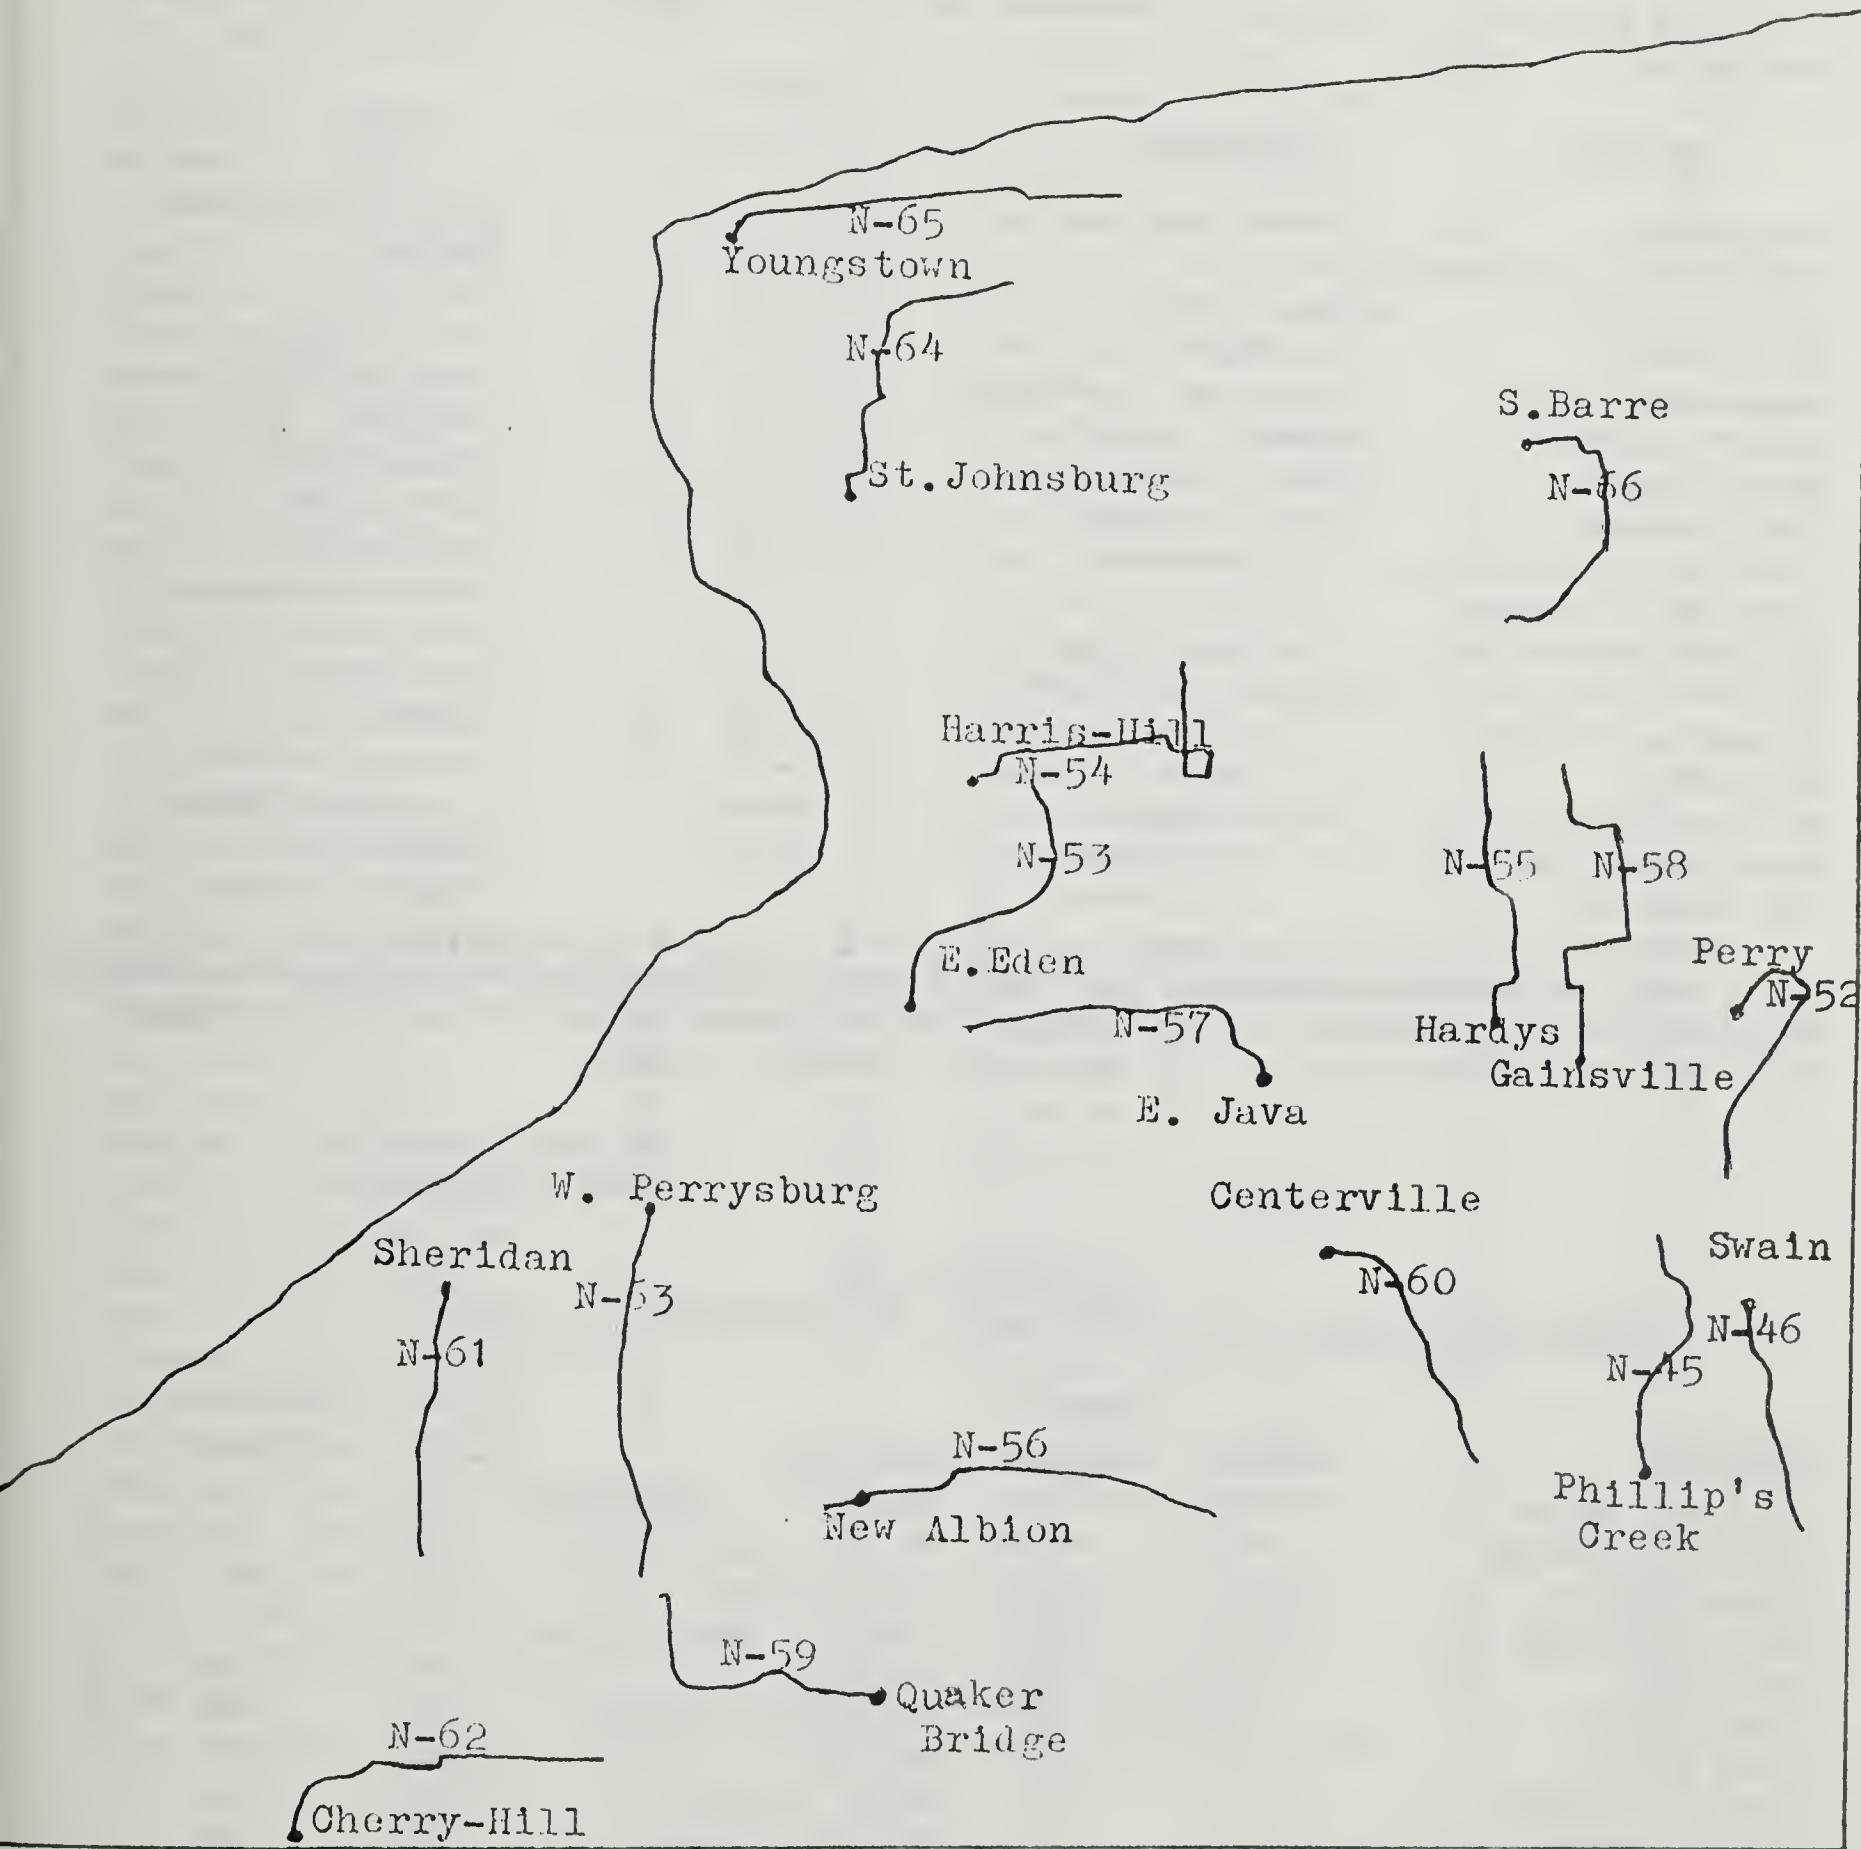 N-65
Youngstown
N-64
S.Barre
St.Johnsburg
N-66
Harris-Hill
N-54
N-53
N-55
N-58
E.Eden
Perry
N-52
N-57
Hardys
Gainsville
E. Java
W. Perrysburg
Centerville
Sheridan
Swain
N-63
N-60
N-61
N-46
N-45
N-56
New Albion
Phillip's
Creek
N-59
Quaker
Bridge
N-62
Cherry-Hill